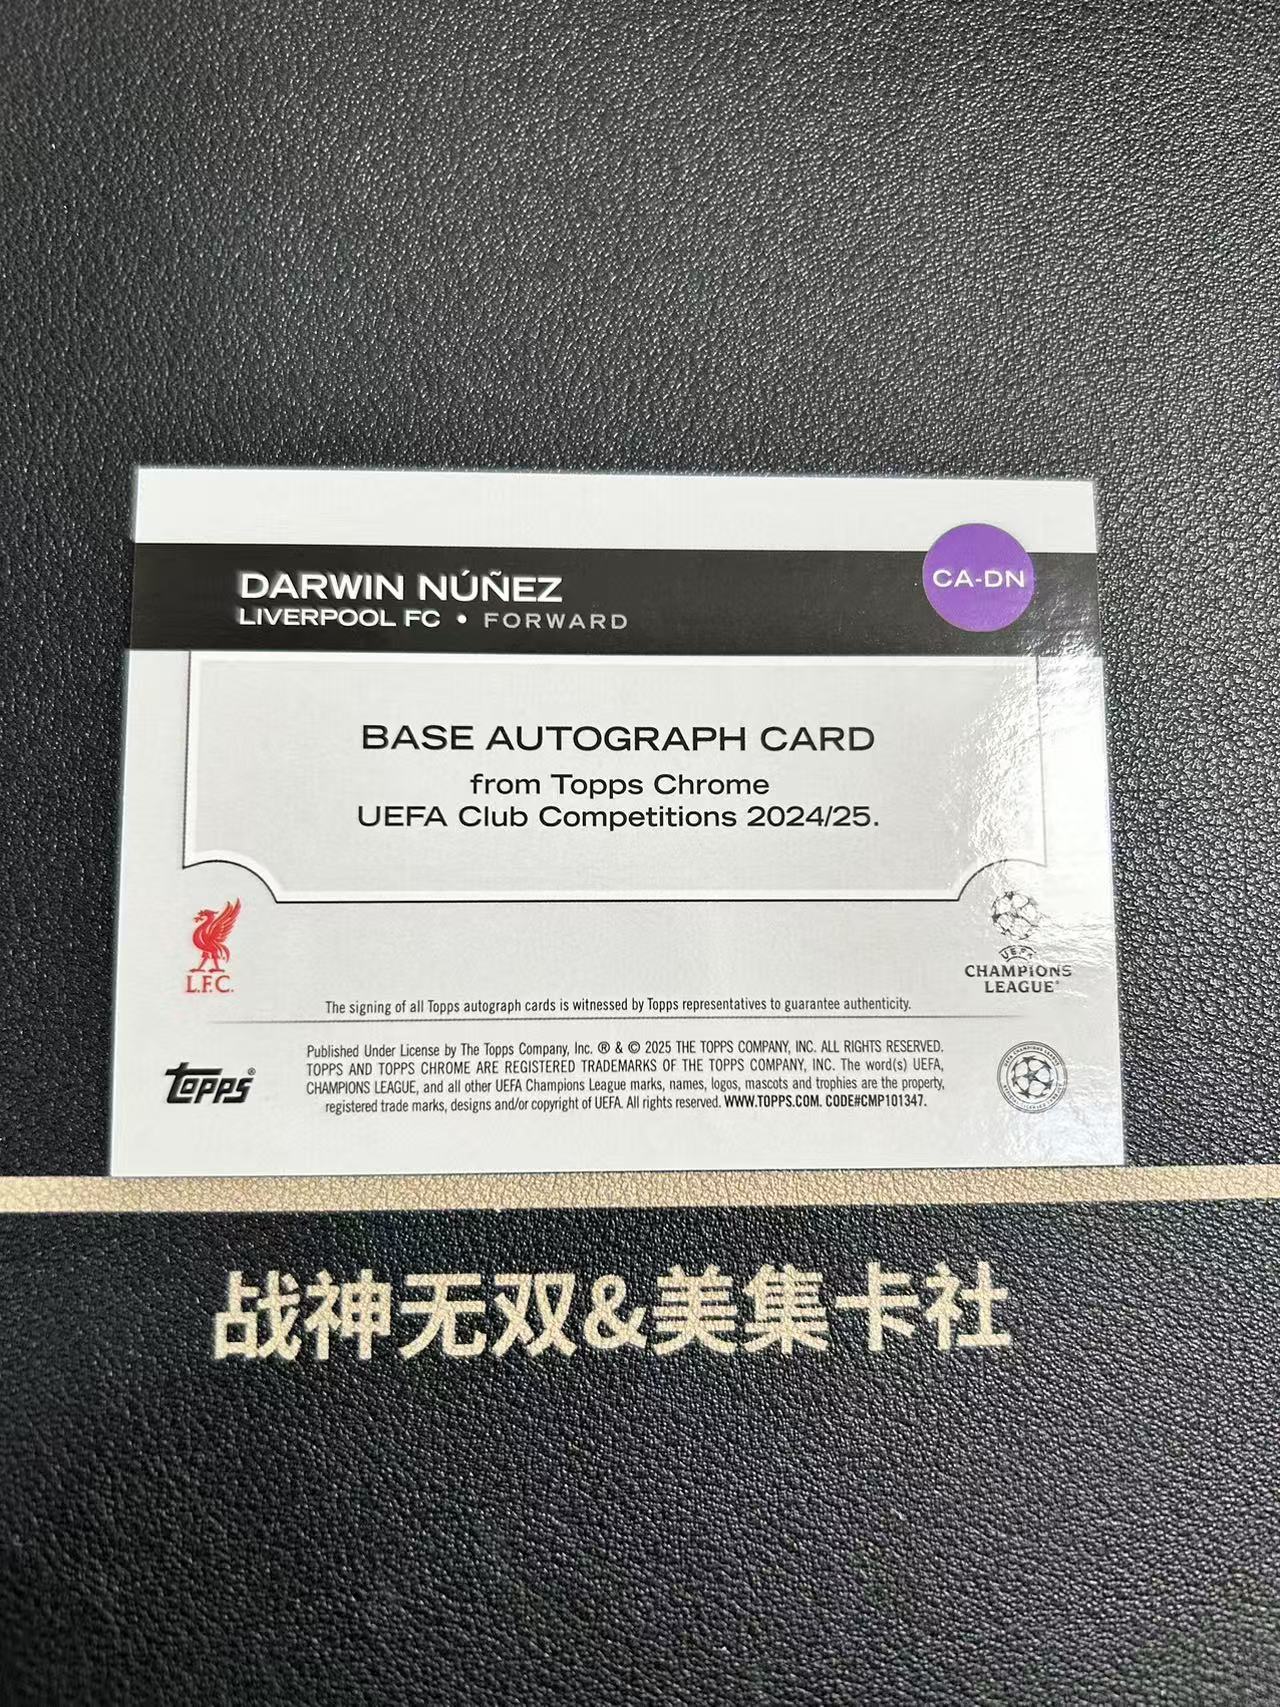 DARWIN NÚÑEZ
LIVERPOOL FC • FORWARD
CA-DN
BASE AUTOGRAPH CARD
from Topps Chrome
UEFA Club Competitions 2024/25.
L.F.C.
UEFA
CHAMPIONS
LEAGUE®
The signing of all Topps autograph cards is witnessed by Topps representatives to guarantee authenticity.
topps®
Published Under License by The Topps Company, Inc. ® & © 2025 THE TOPPS COMPANY, INC. ALL RIGHTS RESERVED.
TOPPS AND TOPPS CHROME ARE REGISTERED TRADEMARKS OF THE TOPPS COMPANY, INC. The word(s) UEFA,
CHAMPIONS LEAGUE, and all other UEFA Champions League marks, names, logos, mascots and trophies are the property,
registered trade marks, designs and/or copyright of UEFA. All rights reserved. WWW.TOPPS.COM. CODE#CMP101347.
战神无双&美集卡社